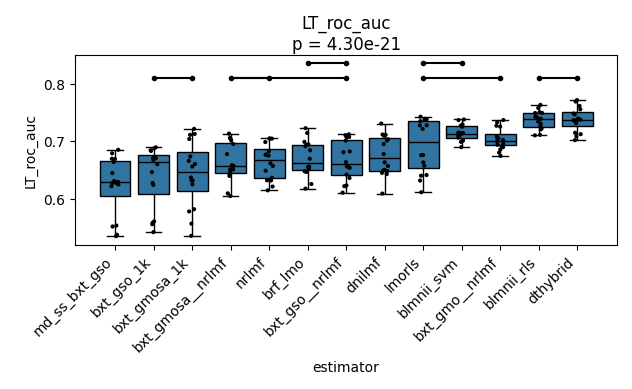 LT_roc_auc
p = 4.30e-21
LT_roc_auc
0.8
0.7
0.6
md_ss_bxt_gso
bxt_gso_1k
bxt_gmosa_1k
bxt_gmosa__nrlmf
nrlmf
brf_lmo
bxt_gso__nrlmf
dnilmf
lmorls
blmnii_svm
bxt_gmo__nrlmf
blmnii_rls
dthybrid
estimator